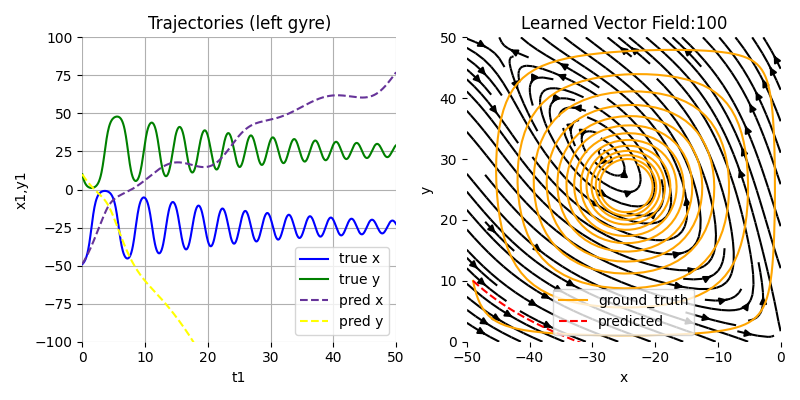 Trajectories (left gyre)
100
75
50
25
0
−25
−50
−75
−100
x1,y1
0
10
20
30
40
50
t1
true x
true y
pred x
pred y
Learned Vector Field:100
50
40
30
20
10
0
y
−50
−40
−30
−20
−10
0
x
ground_truth
predicted